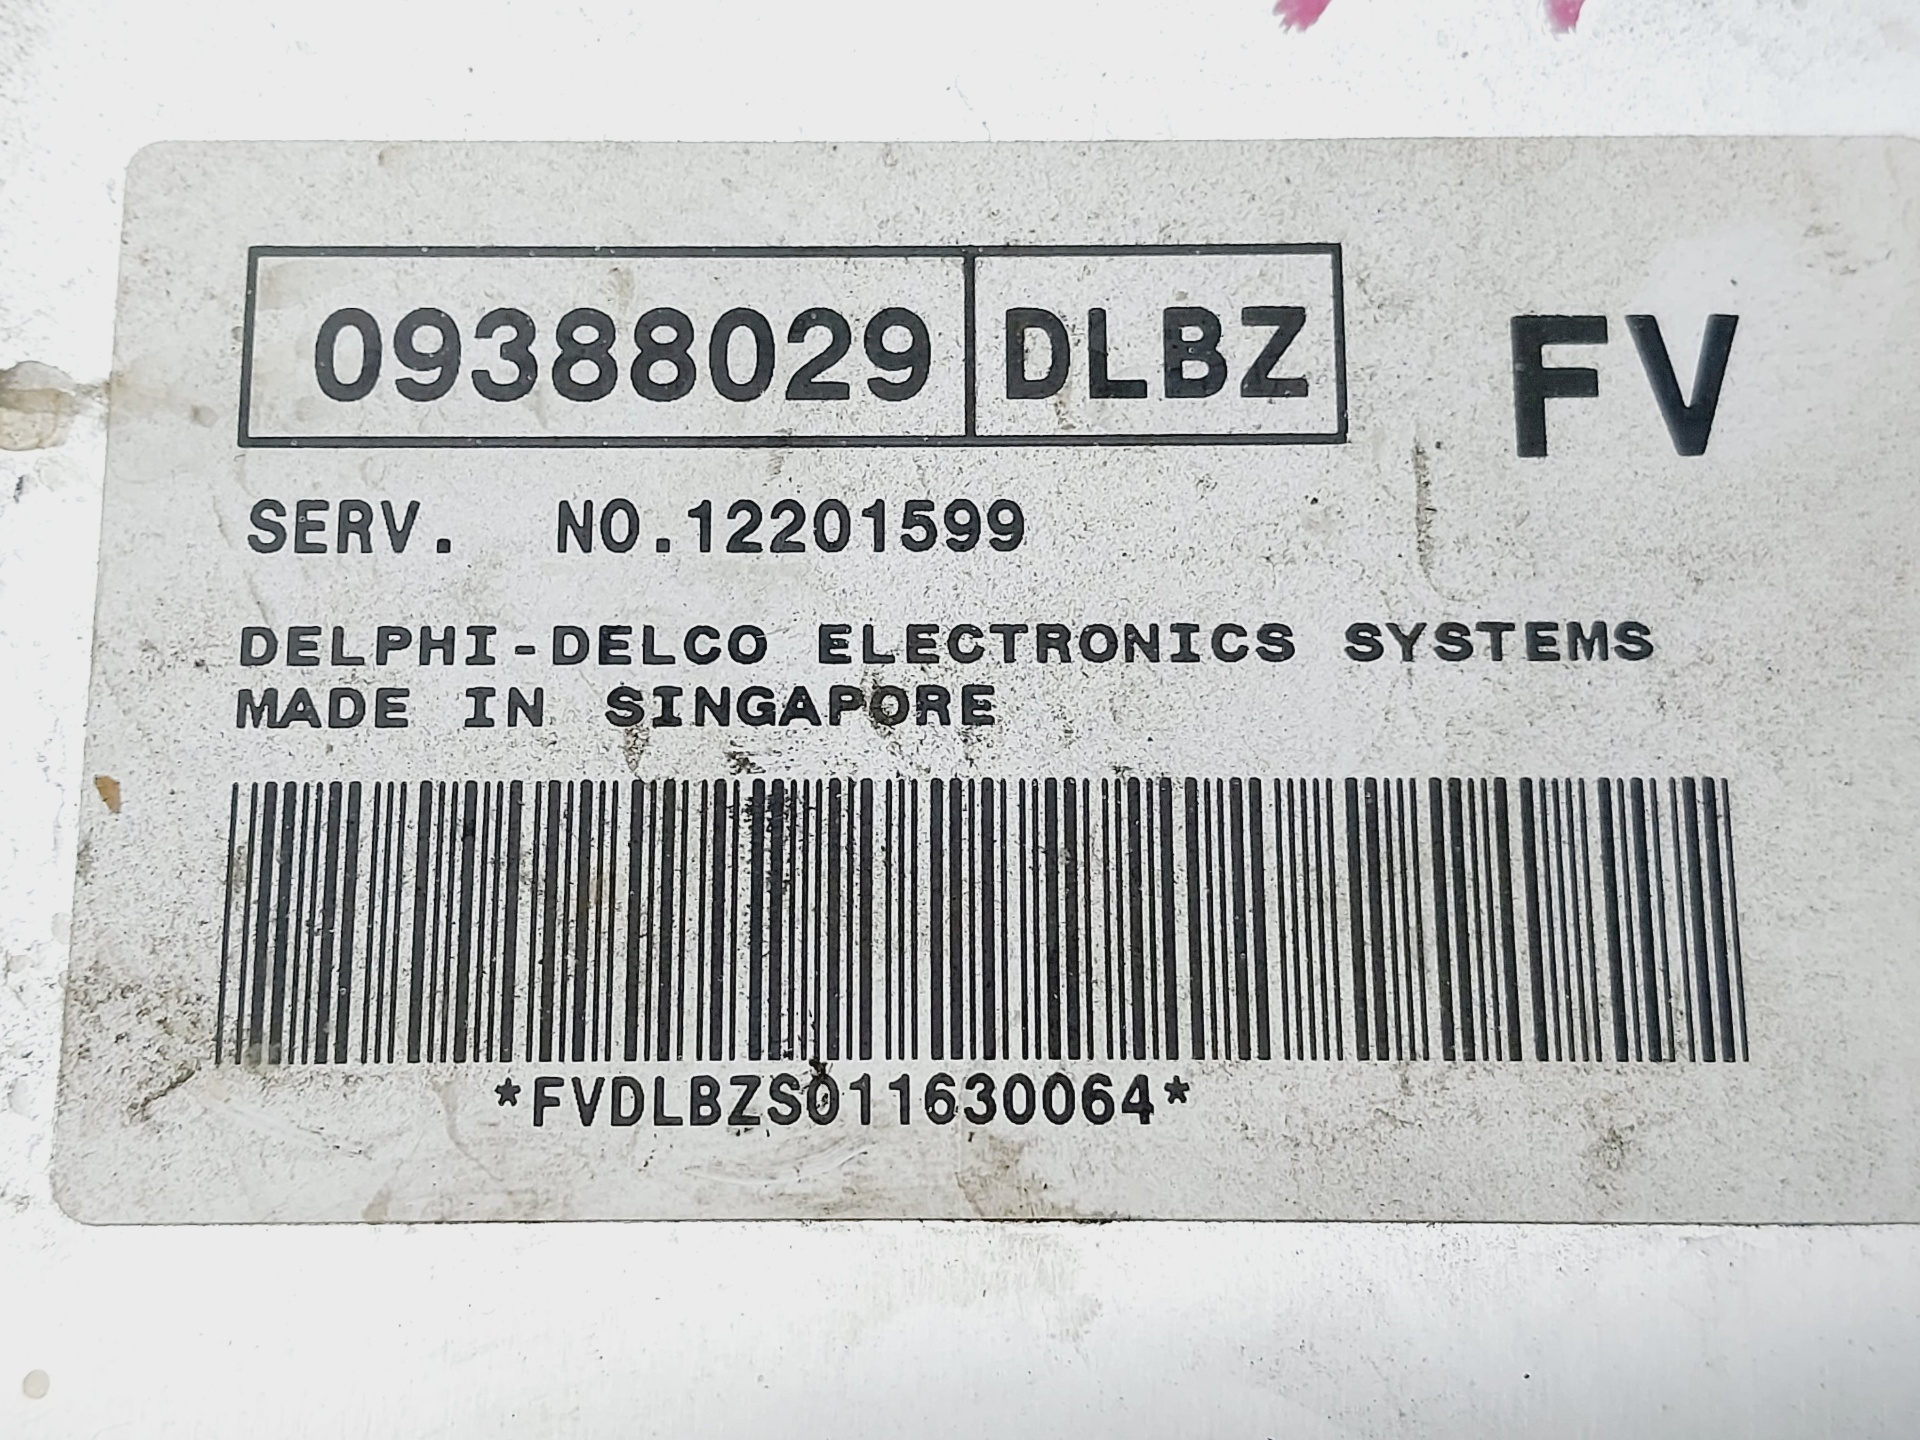 09388029 DLBZ FV
SERV. NO.12201599
DELPHI-DELCO ELECTRONICS SYSTEMS
MADE IN SINGAPORE
*FVDLBZS011630064*